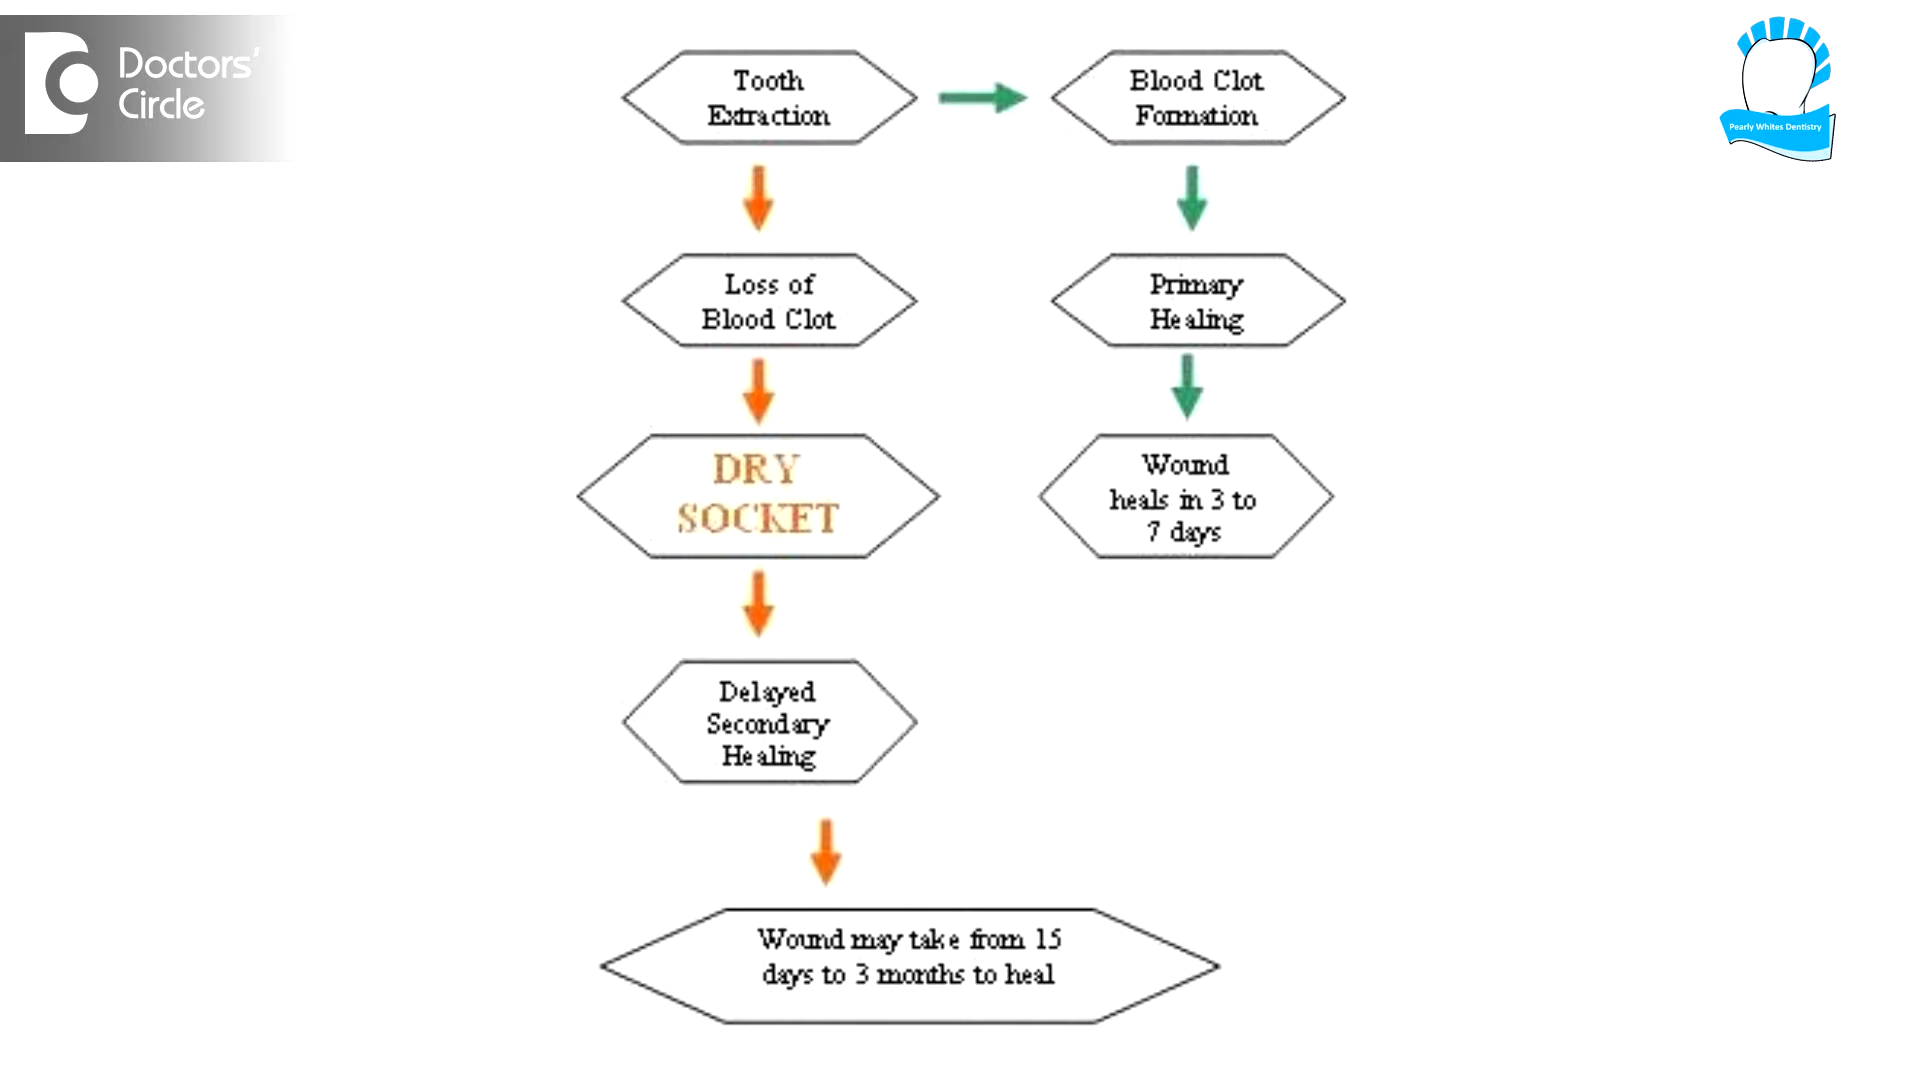 Doctors'
Circle
Tooth
Extraction
Blood Clot
Formation
Pearly Whites Dentistry
Loss of
Blood Clot
Primary
Healing
DRY
SOCKET
Wound
heals in 3 to
7 days
Delayed
Secondary
Healing
Wound may take from 15
days to 3 months to heal